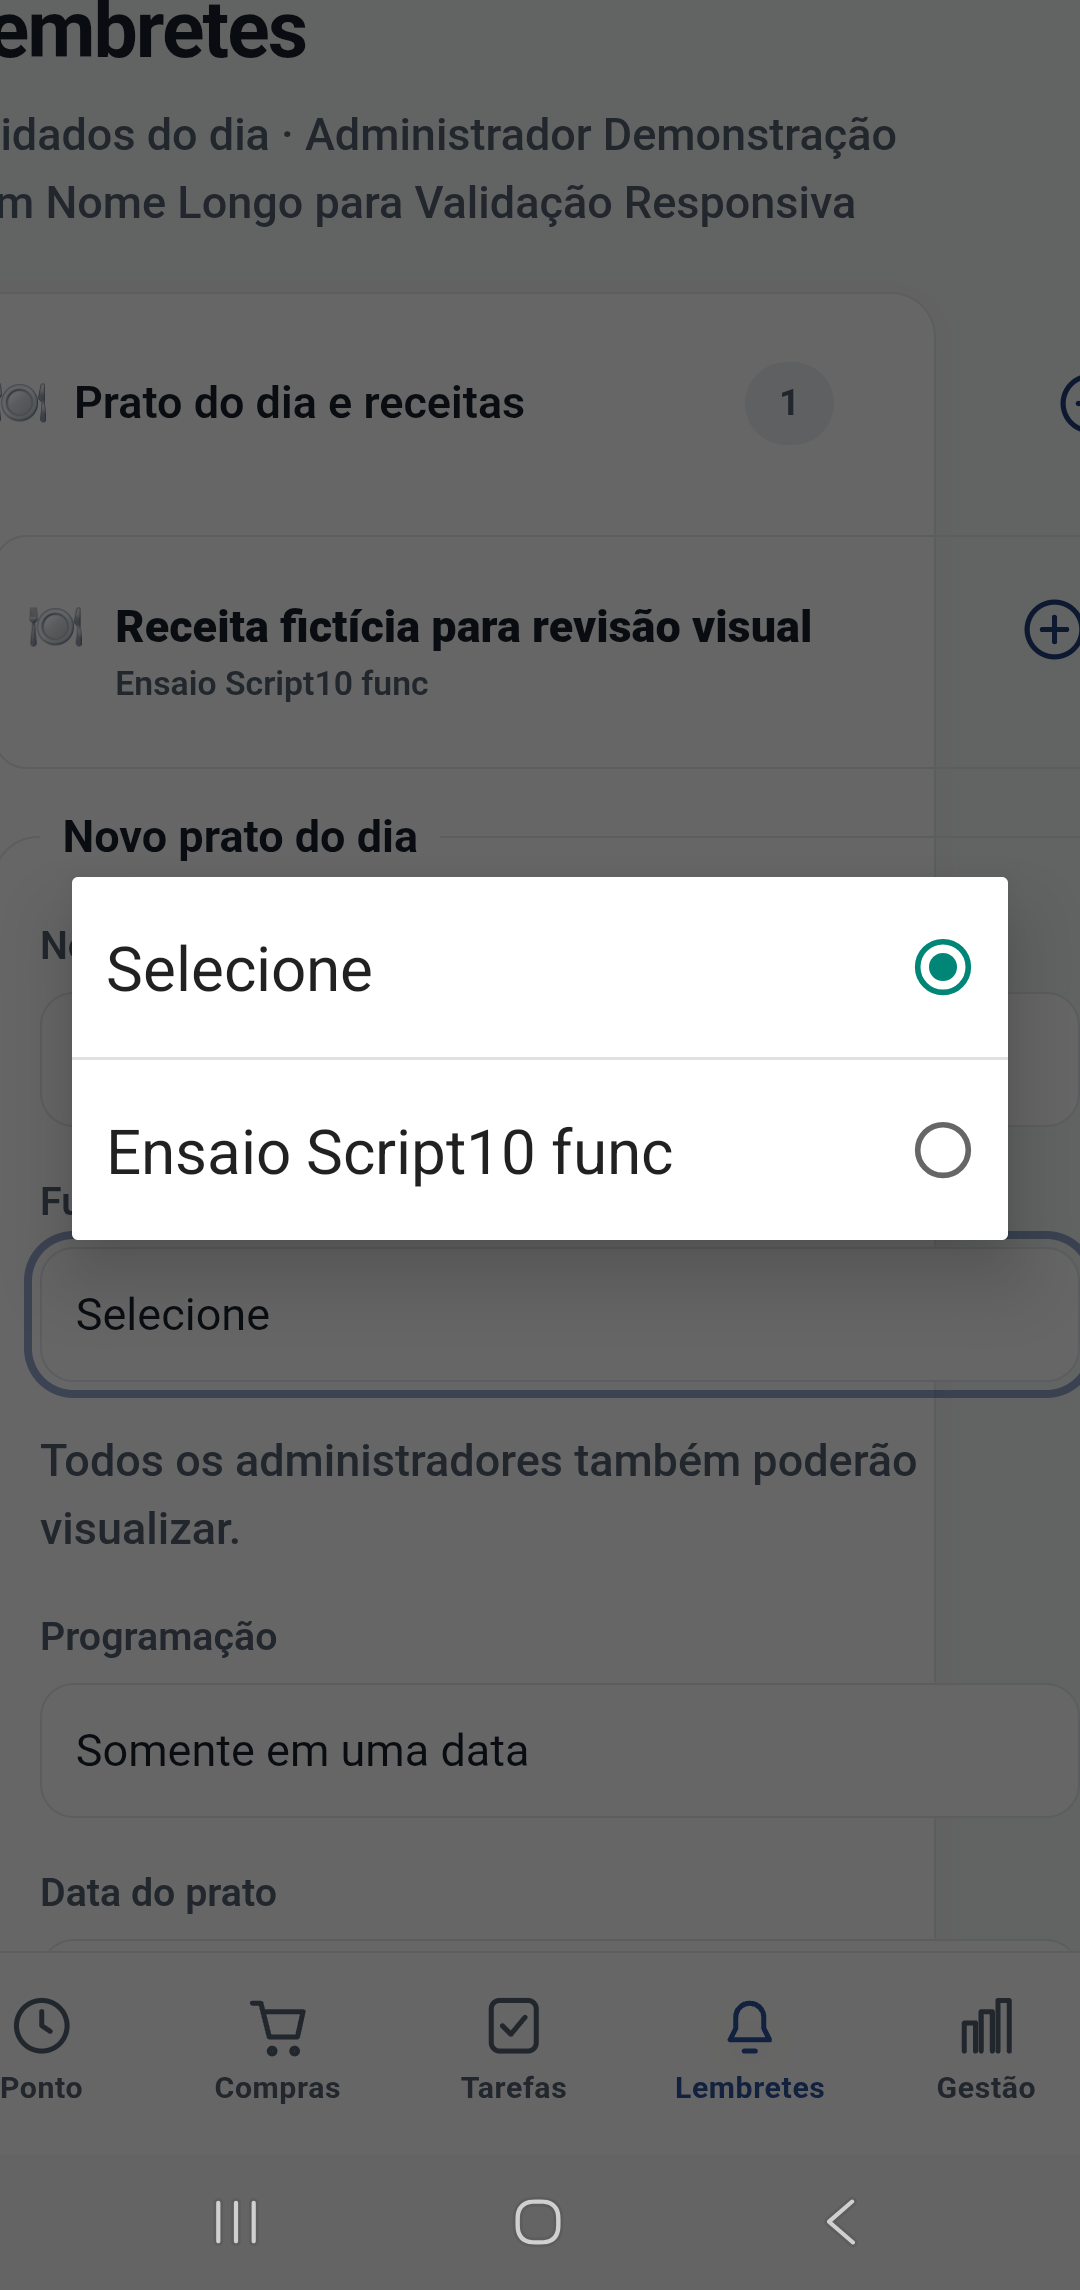 embretes
idados do dia · Administrador Demonstração
m Nome Longo para Validação Responsiva
Prato do dia e receitas
1
Receita fictícia para revisão visual
Ensaio Script10 func
Novo prato do dia
Selecione
Ensaio Script10 func
Selecione
Todos os administradores também poderão
visualizar.
Programação
Somente em uma data
Data do prato
Ponto
Compras
Tarefas
Lembretes
Gestão